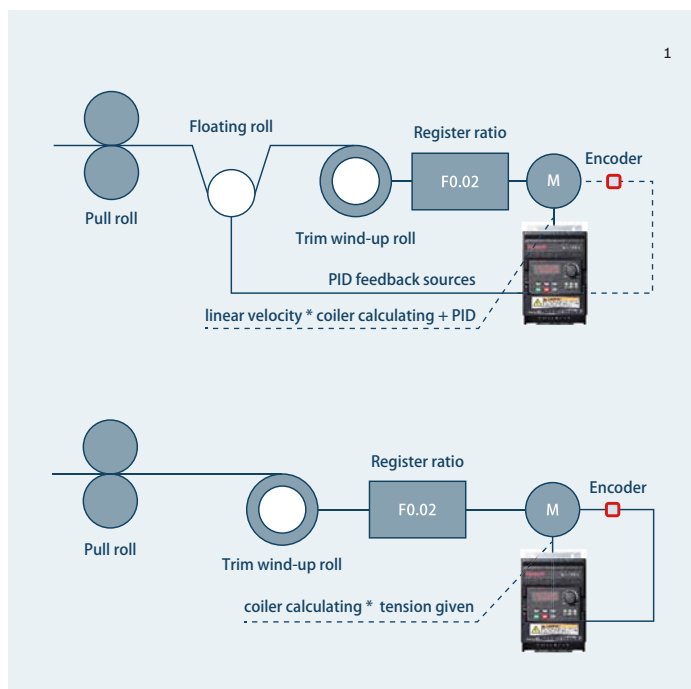 1
Floating roll
Register ratio
Encoder
F0.02
M
Pull roll
Trim wind-up roll
PID feedback sources
linear velocity * coiler calculating + PID
Register ratio
Encoder
F0.02
M
Pull roll
Trim wind-up roll
coiler calculating * tension given